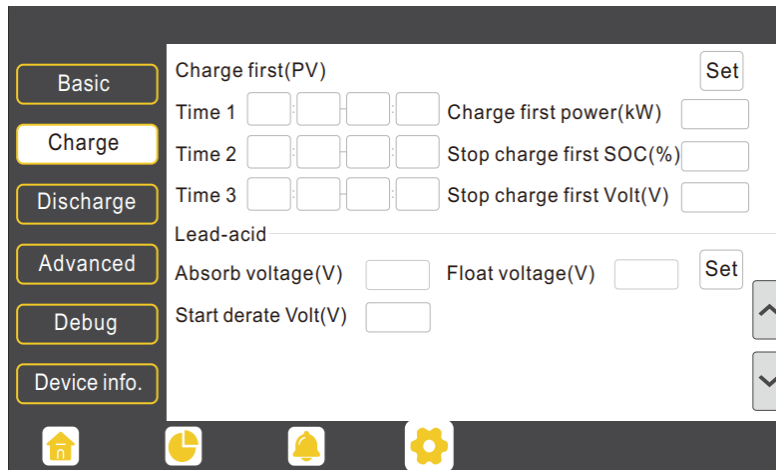 Basic
Charge
Discharge
Advanced
Debug
Device info.
Charge first(PV) Set
Time 1 : - : Charge first power(kW)
Time 2 : - : Stop charge first SOC(%)
Time 3 : - : Stop charge first Volt(V)
Lead-acid
Absorb voltage(V) Float voltage(V) Set
Start derate Volt(V)